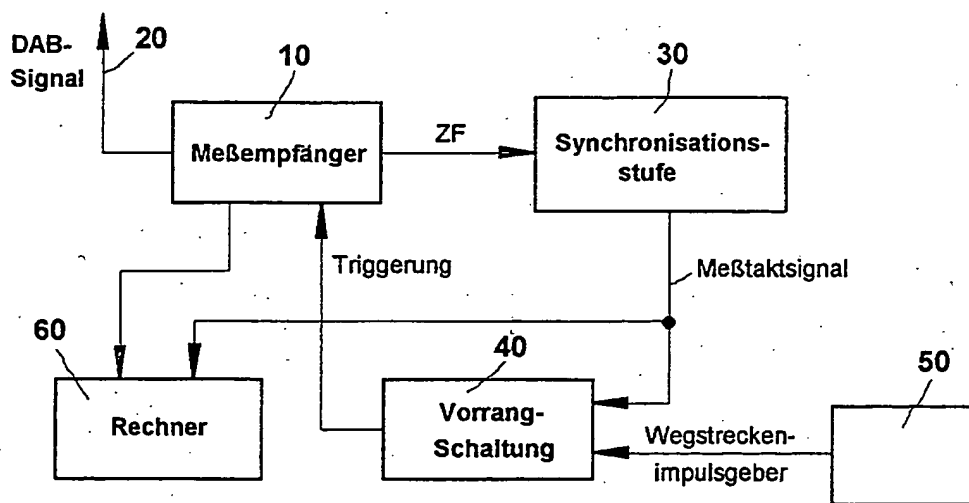 DAB-
Signal
20
10
30
Meßempfänger
ZF
Synchronisations-
stufe
Triggerung
Meßtaktsignal
60
40
50
Rechner
Vorrang-
Schaltung
Wegstrecken-
impulsgeber